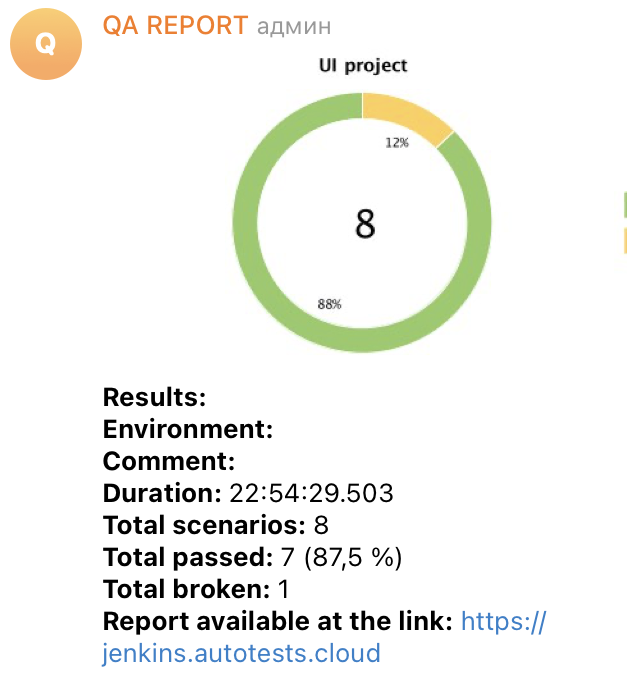 Q
QA REPORT админ
UI project
12%
8
88%
Results:
Environment:
Comment:
Duration: 22:54:29.503
Total scenarios: 8
Total passed: 7 (87,5 %)
Total broken: 1
Report available at the link: https://
jenkins.autotests.cloud